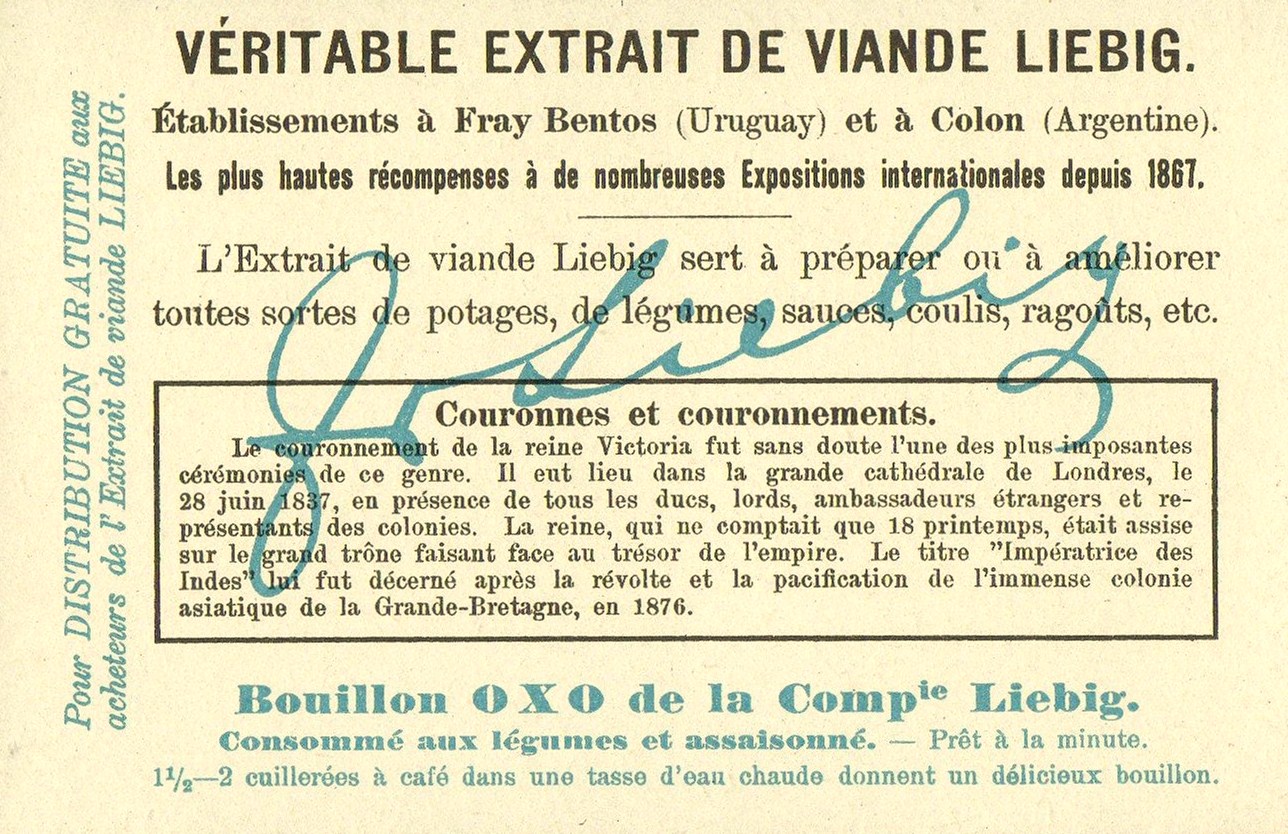 VÉRITABLE EXTRAIT DE VIANDE LIEBIG.
Établissements à Fray Bentos (Uruguay) et à Colon (Argentine).
Les plus hautes récompenses à de nombreuses Expositions internationales depuis 1867.
L'Extrait de viande Liebig sert à préparer ou à améliorer
toutes sortes de potages, de légumes, sauces, coulis, ragoûts, etc.
J v Liebig
Couronnes et couronnements.
Le couronnement de la reine Victoria fut sans doute l'une des plus imposantes
cérémonies de ce genre. Il eut lieu dans la grande cathédrale de Londres, le
28 juin 1837, en présence de tous les ducs, lords, ambassadeurs étrangers et re-
présentants des colonies. La reine, qui ne comptait que 18 printemps, était assise
sur le grand trône faisant face au trésor de l'empire. Le titre "Impératrice des
Indes" lui fut décerné après la révolte et la pacification de l'immense colonie
asiatique de la Grande-Bretagne, en 1876.
Bouillon OXO de la Compie Liebig.
Consommé aux légumes et assaisonné. — Prêt à la minute.
1½—2 cuillerées à café dans une tasse d'eau chaude donnent un délicieux bouillon.
Pour DISTRIBUTION GRATUITE aux
acheteurs de l'Extrait de viande LIEBIG.